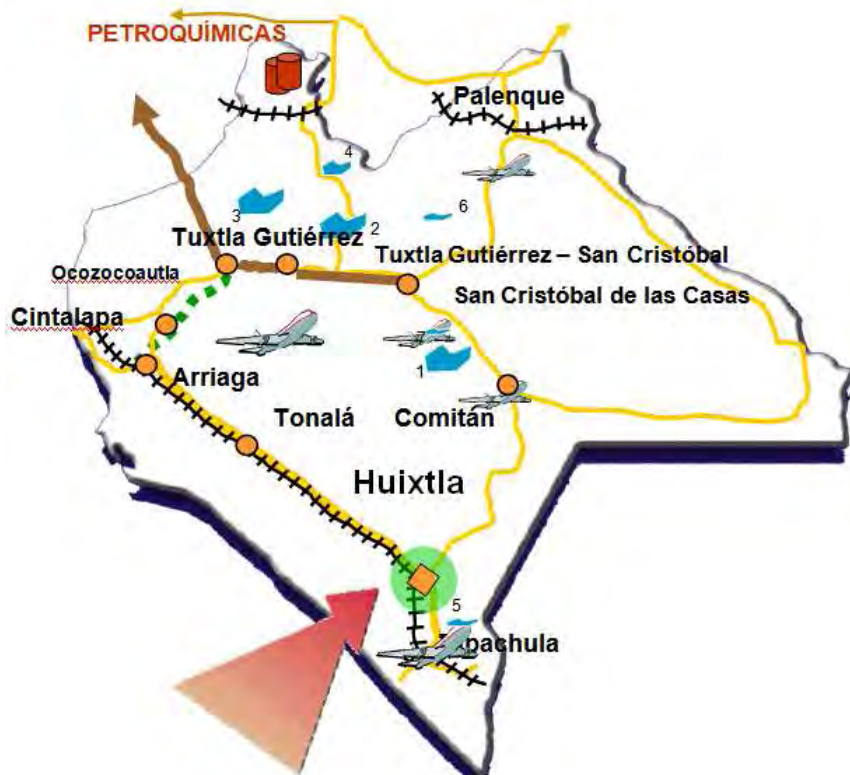 PETROQUÍMICAS
Palenque
4
3
6
2
Tuxtla Gutiérrez
Tuxtla Gutiérrez – San Cristóbal
Ocozocoautla
San Cristóbal de las Casas
Cintalapa
1
Arriaga
Tonalá
Comitán
Huixtla
5
pachula